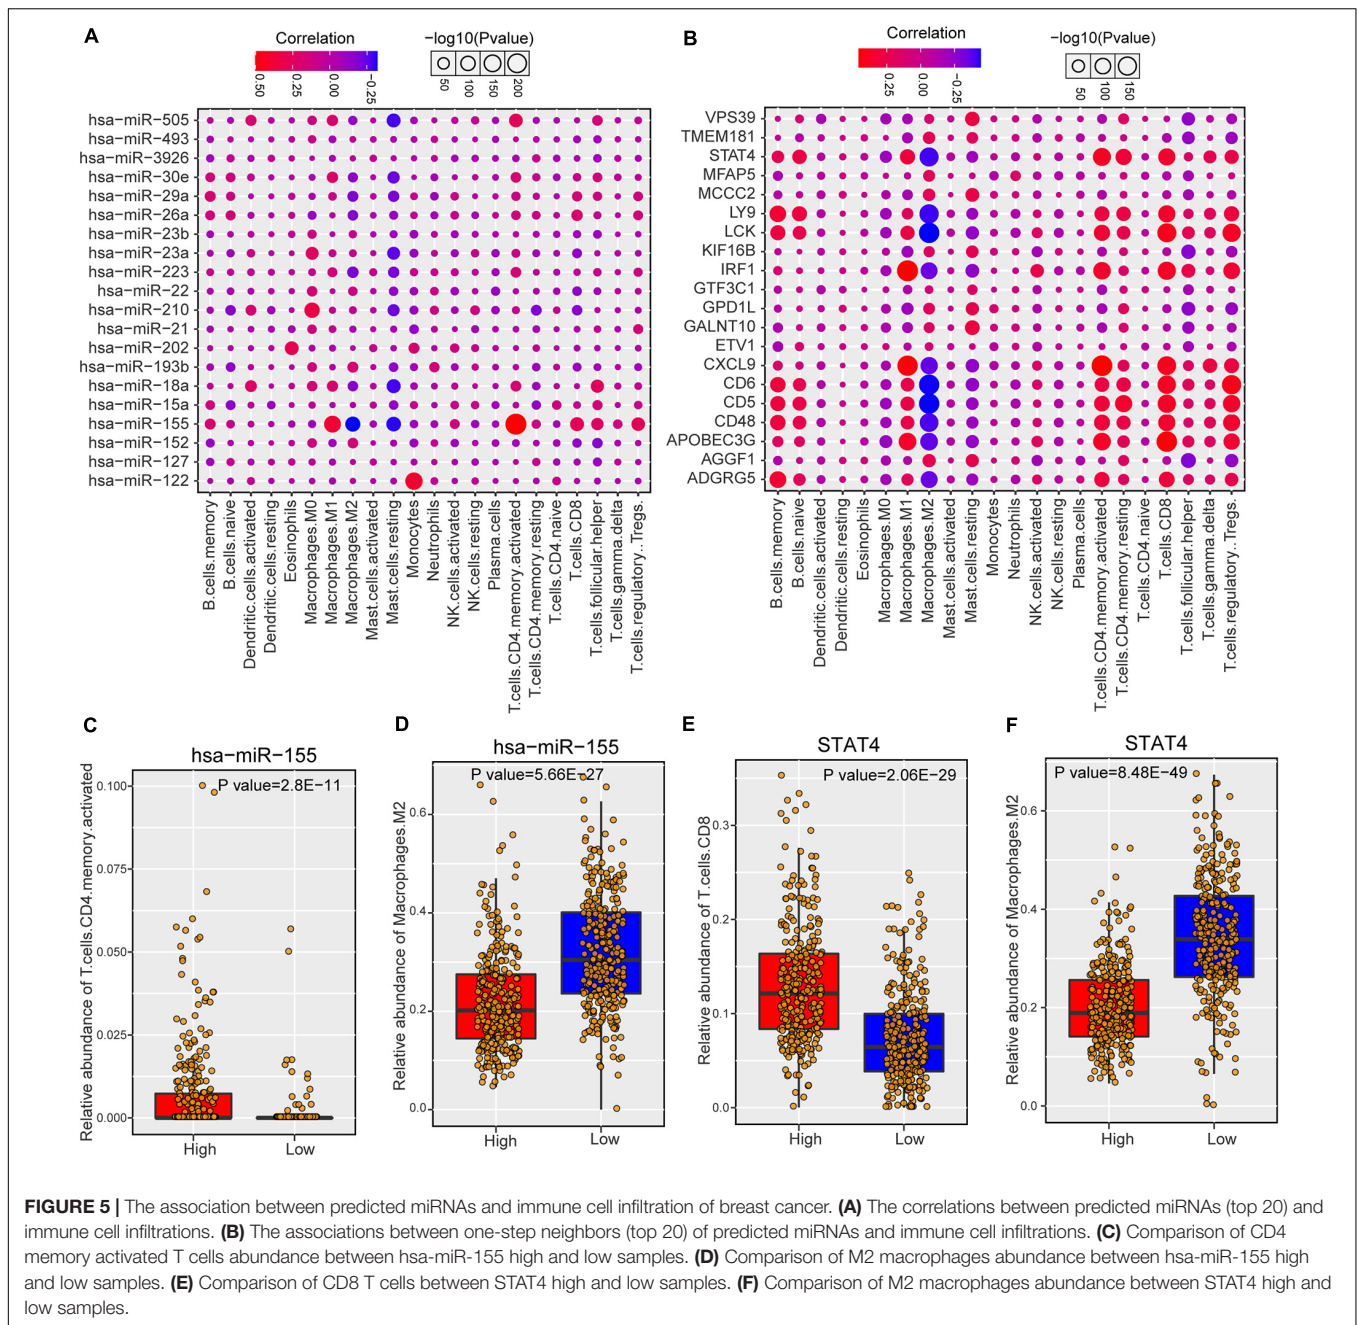 A
Correlation
0.50
0.25
0.00
−0.25
−log10(Pvalue)
50
100
150
200
hsa−miR−505
hsa−miR−493
hsa−miR−3926
hsa−miR−30e
hsa−miR−29a
hsa−miR−26a
hsa−miR−23b
hsa−miR−23a
hsa−miR−223
hsa−miR−22
hsa−miR−210
hsa−miR−21
hsa−miR−202
hsa−miR−193b
hsa−miR−18a
hsa−miR−15a
hsa−miR−155
hsa−miR−152
hsa−miR−127
hsa−miR−122
B.cells.memory
B.cells.naive
Dendritic.cells.activated
Dendritic.cells.resting
Eosinophils
Macrophages.M0
Macrophages.M1
Macrophages.M2
Mast.cells.activated
Mast.cells.resting
Monocytes
Neutrophils
NK.cells.activated
NK.cells.resting
Plasma.cells
T.cells.CD4.memory.activated
T.cells.CD4.memory.resting
T.cells.CD4.naive
T.cells.CD8
T.cells.follicular.helper
T.cells.gamma.delta
T.cells.regulatory..Tregs.
B
Correlation
0.25
0.00
−0.25
−log10(Pvalue)
50
100
150
VPS39
TMEM181
STAT4
MFAP5
MCCC2
LY9
LCK
KIF16B
IRF1
GTF3C1
GPD1L
GALNT10
ETV1
CXCL9
CD6
CD5
CD48
APOBEC3G
AGGF1
ADGRG5
B.cells.memory
B.cells.naive
Dendritic.cells.activated
Dendritic.cells.resting
Eosinophils
Macrophages.M0
Macrophages.M1
Macrophages.M2
Mast.cells.activated
Mast.cells.resting
Monocytes
Neutrophils
NK.cells.activated
NK.cells.resting
Plasma.cells
T.cells.CD4.memory.activated
T.cells.CD4.memory.resting
T.cells.CD4.naive
T.cells.CD8
T.cells.follicular.helper
T.cells.gamma.delta
T.cells.regulatory..Tregs.
C
hsa−miR−155
P value=2.8E−11
Relative abundance of T.cells.CD4.memory.activated
0.100
0.075
0.050
0.025
0.000
High
Low
D
hsa−miR−155
P value=5.66E−27
Relative abundance of Macrophages.M2
0.6
0.4
0.2
0.0
High
Low
E
STAT4
P value=2.06E−29
Relative abundance of T.cells.CD8
0.3
0.2
0.1
0.0
High
Low
F
STAT4
P value=8.48E−49
Relative abundance of Macrophages.M2
0.6
0.4
0.2
0.0
High
Low
FIGURE 5 | The association between predicted miRNAs and immune cell infiltration of breast cancer. (A) The correlations between predicted miRNAs (top 20) and
immune cell infiltrations. (B) The associations between one-step neighbors (top 20) of predicted miRNAs and immune cell infiltrations. (C) Comparison of CD4
memory activated T cells abundance between hsa-miR-155 high and low samples. (D) Comparison of M2 macrophages abundance between hsa-miR-155 high
and low samples. (E) Comparison of CD8 T cells between STAT4 high and low samples. (F) Comparison of M2 macrophages abundance between STAT4 high and
low samples.